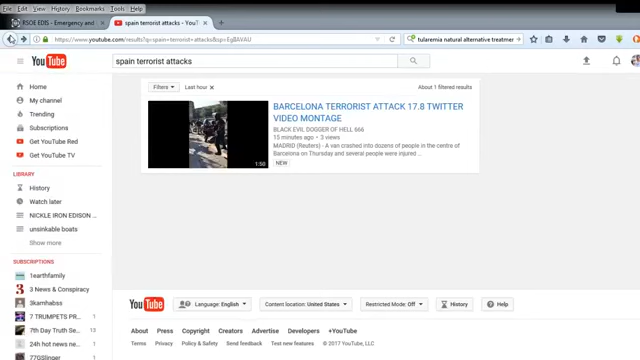 File Edit View History Bookmarks Tools Help
RSOE EDIS - Emergency and
spain terrorist attacks - YouT
https://www.youtube.com/results?q=spain+terrorist+attacks&sp=EgIIAVAU
tularemia natural alternative treatmer
YouTube
spain terrorist attacks
Home
My channel
Trending
Subscriptions
Get YouTube Red
Get YouTube TV
LIBRARY
History
Watch later
NICKLE IRON EDISON ...
unsinkable boats
Show more
SUBSCRIPTIONS
1earthfamily
3 News & Conspiracy
3kamhabss
7 TRUMPETS PR... 1
7th Day Truth Se... 13
24h hot news ne... 1
77GSlinger
Filters
Last hour
About 1 filtered results
1:50
BARCELONA TERRORIST ATTACK 17.8 TWITTER
VIDEO MONTAGE
BLACK EVIL DOGGER OF HELL 666
15 minutes ago • 3 views
MADRID (Reuters) - A van crashed into dozens of people in the centre of
Barcelona on Thursday and several people were injured ...
NEW
YouTube
Language: English
Content location: United States
Restricted Mode: Off
History
Help
About Press Copyright Creators Advertise Developers +YouTube
Terms Privacy Policy & Safety Send feedback Test new features © 2017 YouTube, LLC